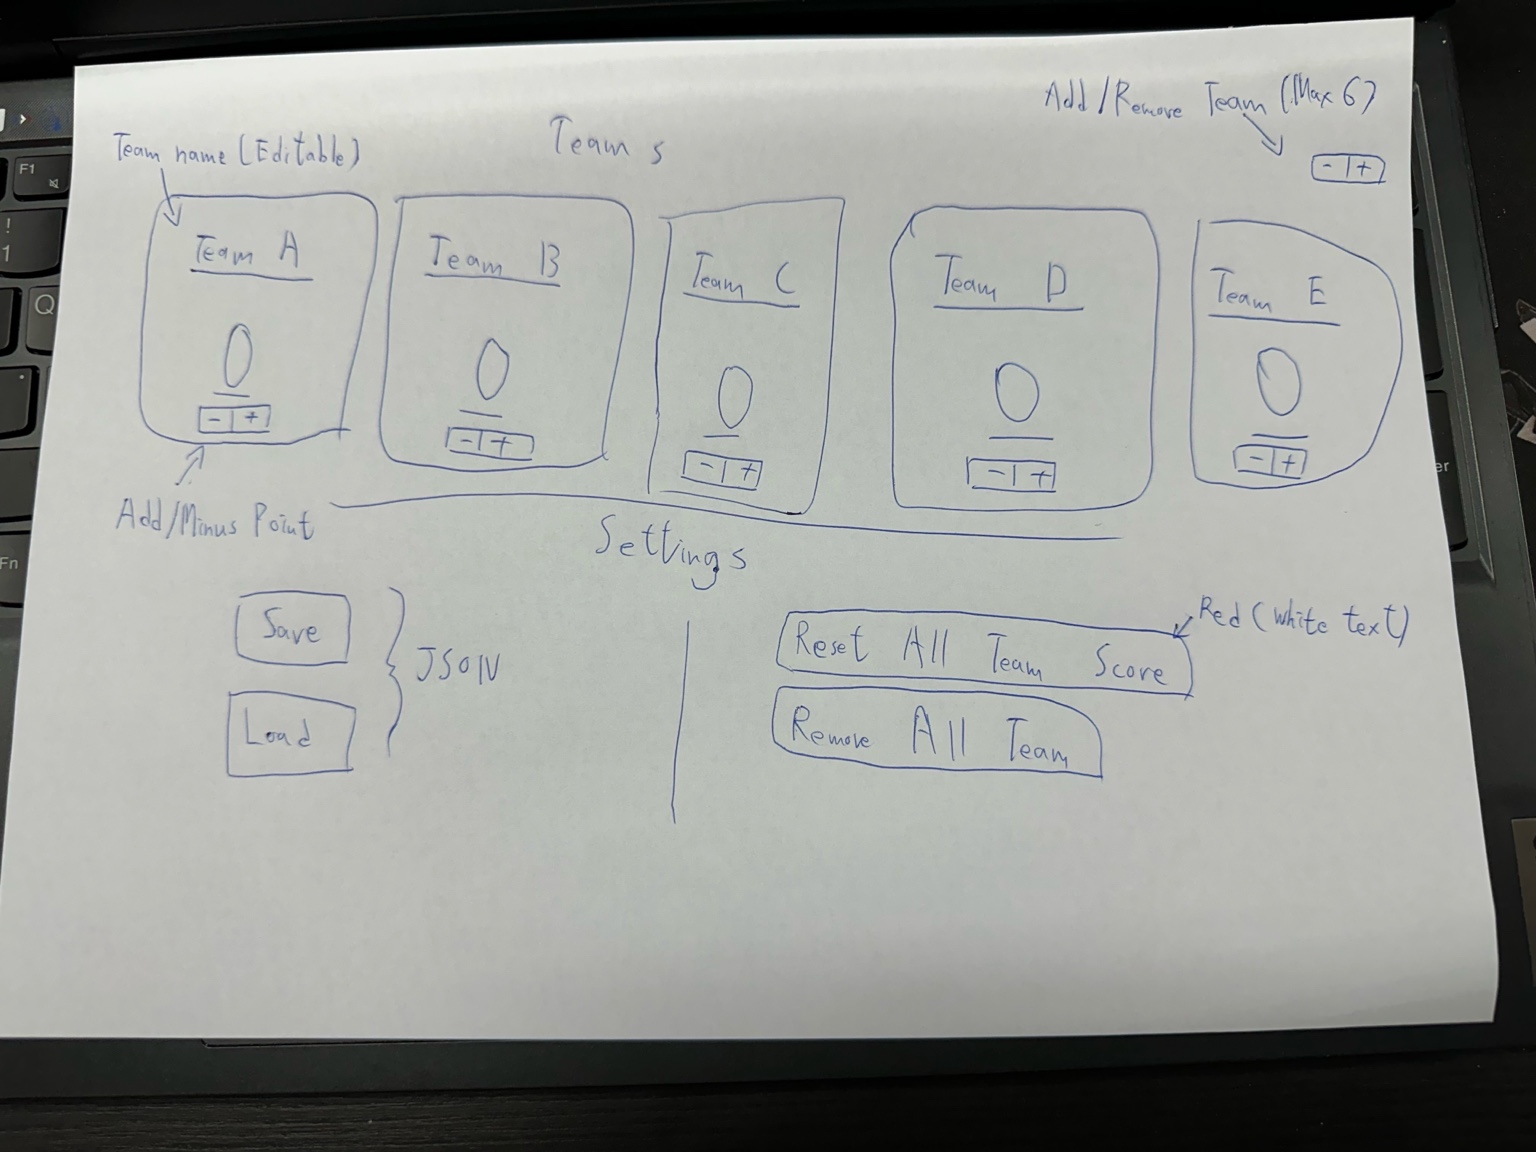 Add/Remove Team (Max 6)
- +
Team name (Editable)
Teams
Team A
0
- +
Team B
0
- +
Team C
0
- +
Team D
0
- +
Team E
0
- +
Add/Minus Point
Settings
Save
Load
JSON
Reset All Team Score
Red (white text)
Remove All Team
F1
!
1
Q
Fn
er